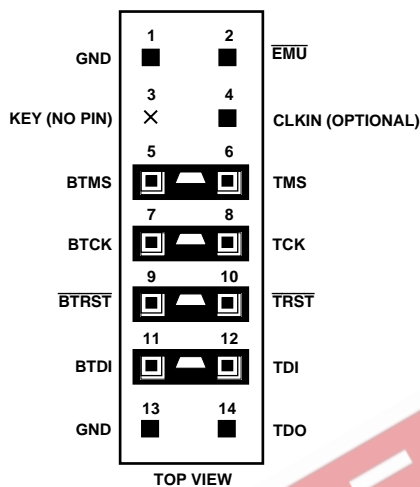 1 2
GND EMU
3 4
KEY (NO PIN) CLKIN (OPTIONAL)
5 6
BTMS TMS
7 8
BTCK TCK
9 10
BTRST TRST
11 12
BTDI TDI
13 14
GND TDO
TOP VIEW